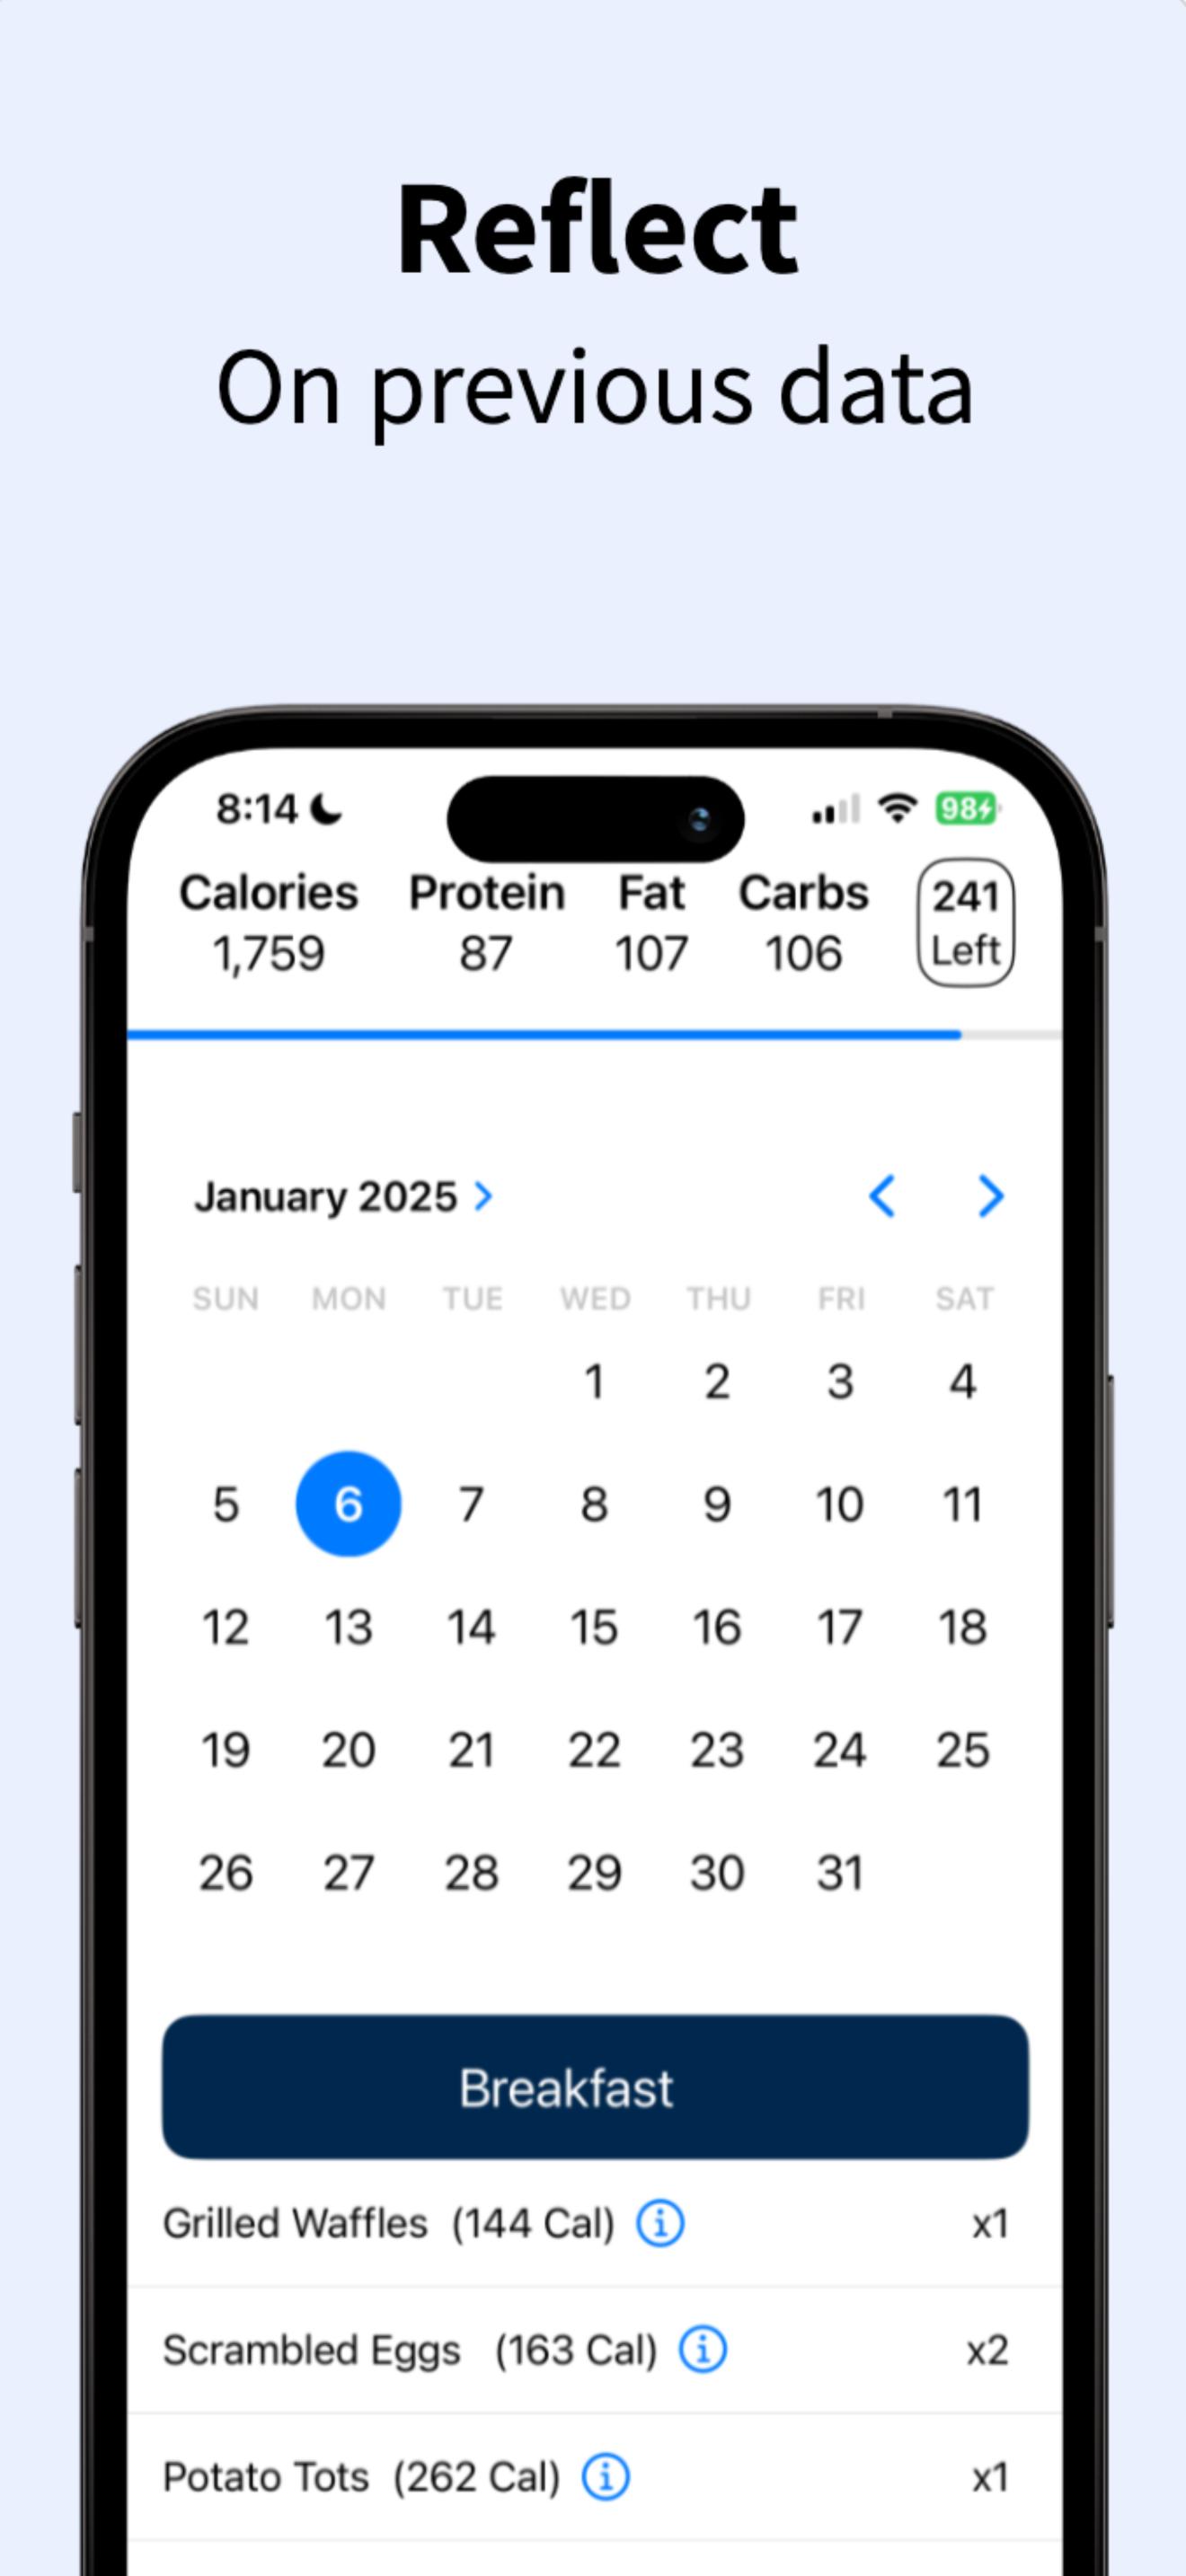 Reflect
On previous data
8:14 98
Calories Protein Fat Carbs 241
1,759 87 107 106 Left
January 2025 >
SUN MON TUE WED THU FRI SAT
1 2 3 4
5 6 7 8 9 10 11
12 13 14 15 16 17 18
19 20 21 22 23 24 25
26 27 28 29 30 31
Breakfast
Grilled Waffles (144 Cal) i x1
Scrambled Eggs (163 Cal) i x2
Potato Tots (262 Cal) i x1